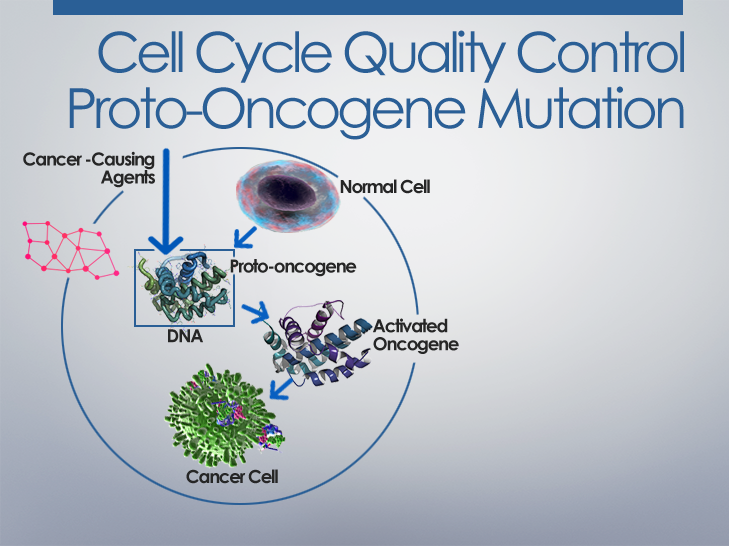 Cell Cycle Quality Control
Proto-Oncogene Mutation
Cancer -Causing
Agents
Normal Cell
Proto-oncogene
DNA
Activated
Oncogene
Cancer Cell